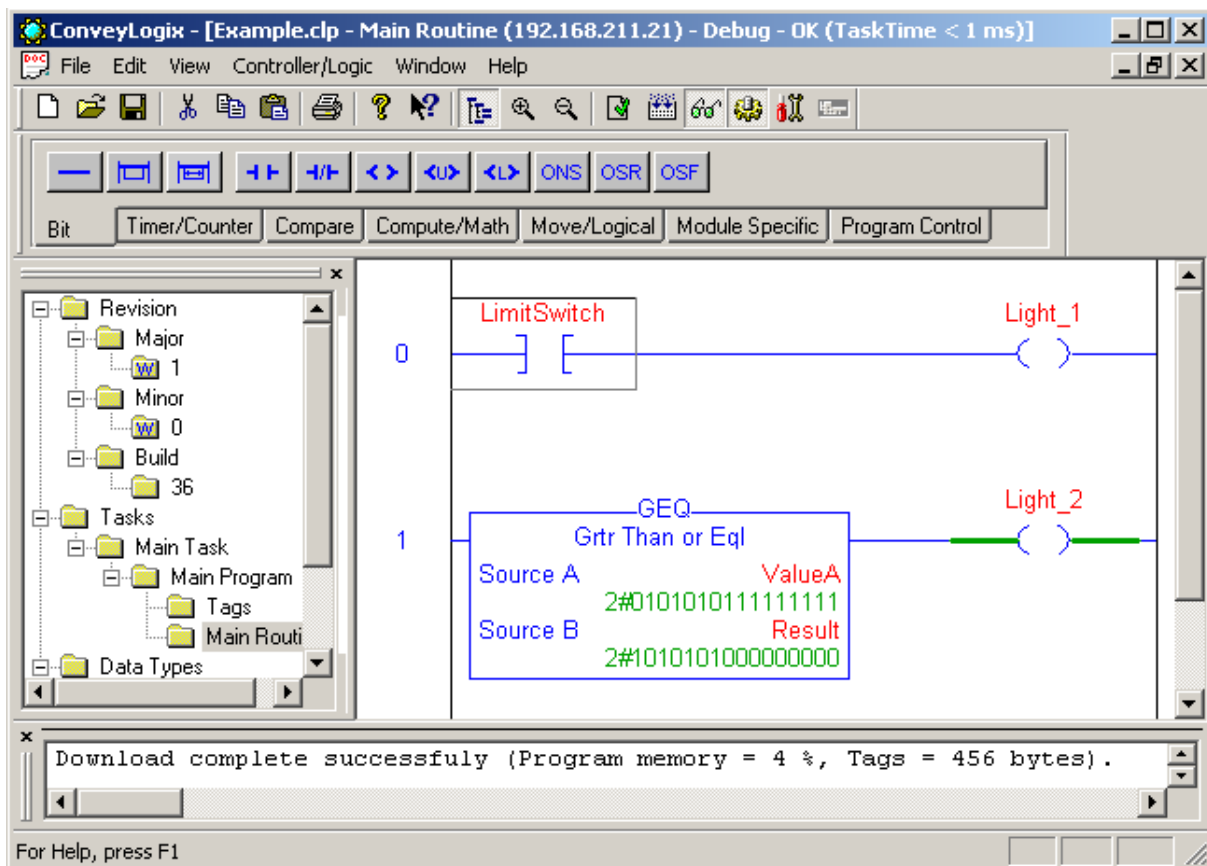 ConveyLogix - [Example.clp - Main Routine (192.168.211.21) - Debug - OK (TaskTime < 1 ms)]
DOC File Edit View Controller/Logic Window Help
<U> <L> ONS OSR OSF
Bit Timer/Counter Compare Compute/Math Move/Logical Module Specific Program Control
Revision
Major
W 1
Minor
W 0
Build
36
Tasks
Main Task
Main Program
Tags
Main Routi
Data Types
LimitSwitch Light_1
0
GEQ Light_2
1 Grtr Than or Eql
Source A ValueA
2#0101010111111111
Source B Result
2#1010101000000000
Download complete successfuly (Program memory = 4 %, Tags = 456 bytes).
For Help, press F1